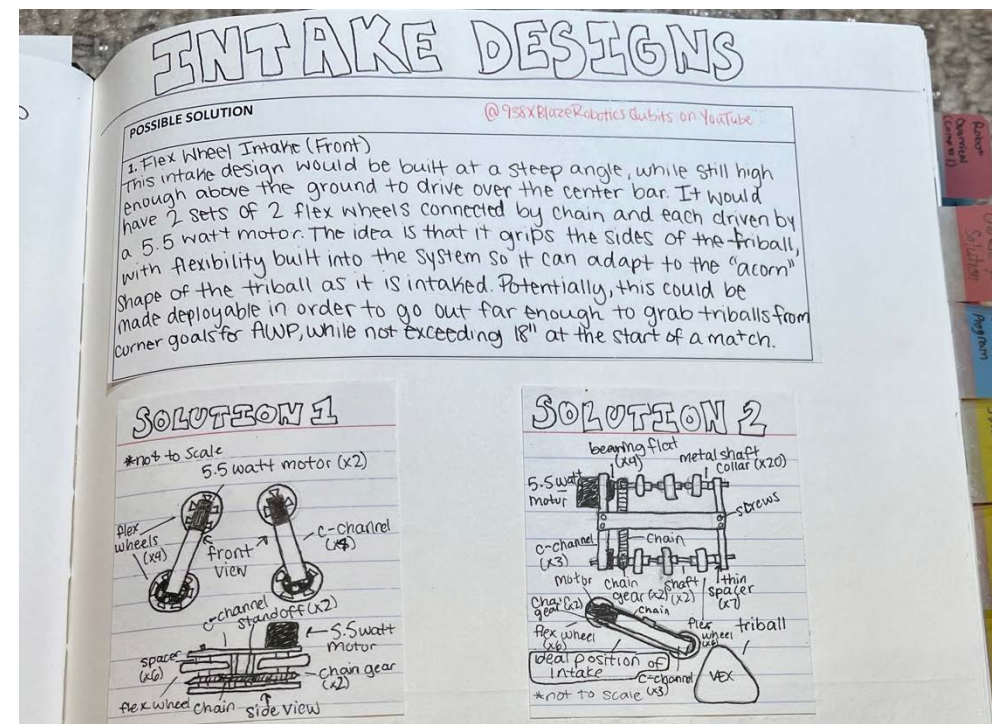 INTAKE DESIGNS
POSSIBLE SOLUTION
@938XBlazeRoboticsQubits on YouTube
1. Flex Wheel Intake (Front)
This intake design would be built at a steep angle, while still high
enough above the ground to drive over the center bar. It would
have 2 sets of 2 flex wheels connected by chain and each driven by
a 5.5 watt motor. The idea is that it grips the sides of the triball,
with flexibility built into the system so it can adapt to the "acorn"
shape of the triball as it is intaked. Potentially, this could be
made deployable in order to go out far enough to grab triballs from
corner goals for AWP, while not exceeding 18" at the start of a match.
SOLUTION 1
*not to scale
5.5 watt motor (x2)
flex
wheels
(x4)
front
view
c-channel
(x4)
c-channel
standoff (x2)
5.5 watt
motor
spacer
(x6)
chain gear
(x2)
flex wheel
chain
side view
SOLUTION 2
bearing flat
(x4)
metal shaft
collar (x20)
5.5 watt
motor
screws
c-channel
(x3)
chain
motor
chain
gear (x2)
shaft
(x2)
thin
spacer
(x7)
chain
gear (x2)
chain
flex wheel
(x6)
flex
wheel
(x6)
triball
ideal position of
intake
c-channel
(x3)
VEX
*not to scale
Program